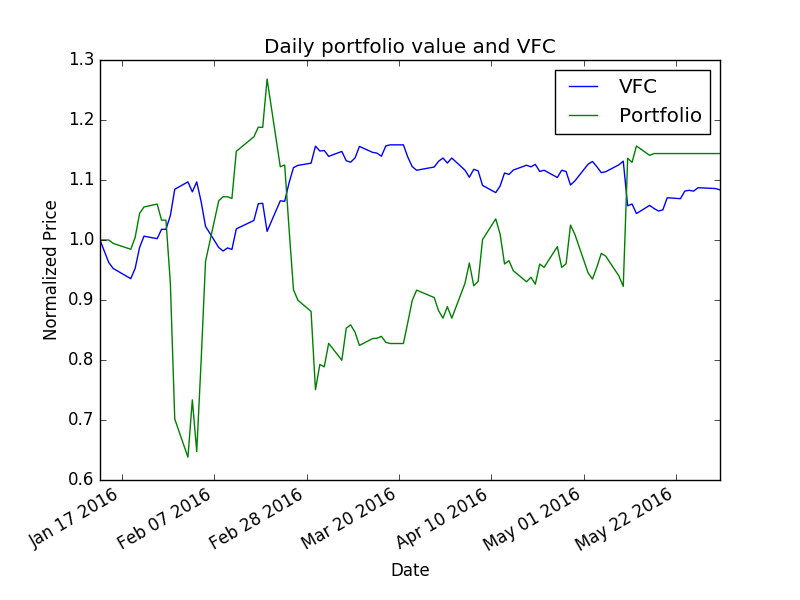 Daily portfolio value and VFC
1.3
1.2
1.1
1.0
0.9
0.8
0.7
0.6
Normalized Price
VFC
Portfolio
Jan 17 2016
Feb 07 2016
Feb 28 2016
Mar 20 2016
Apr 10 2016
May 01 2016
May 22 2016
Date